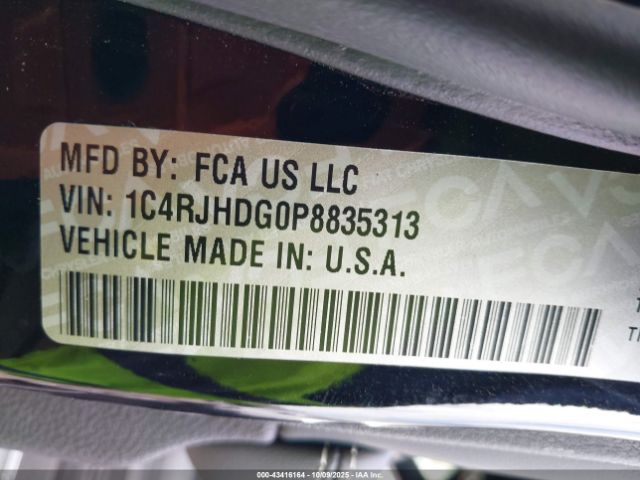 MFD BY: FCA US LLC
VIN: 1C4RJHDG0P8835313
VEHICLE MADE IN: U.S.A.
000-43416164 - 10/09/2025 - IAA Inc.